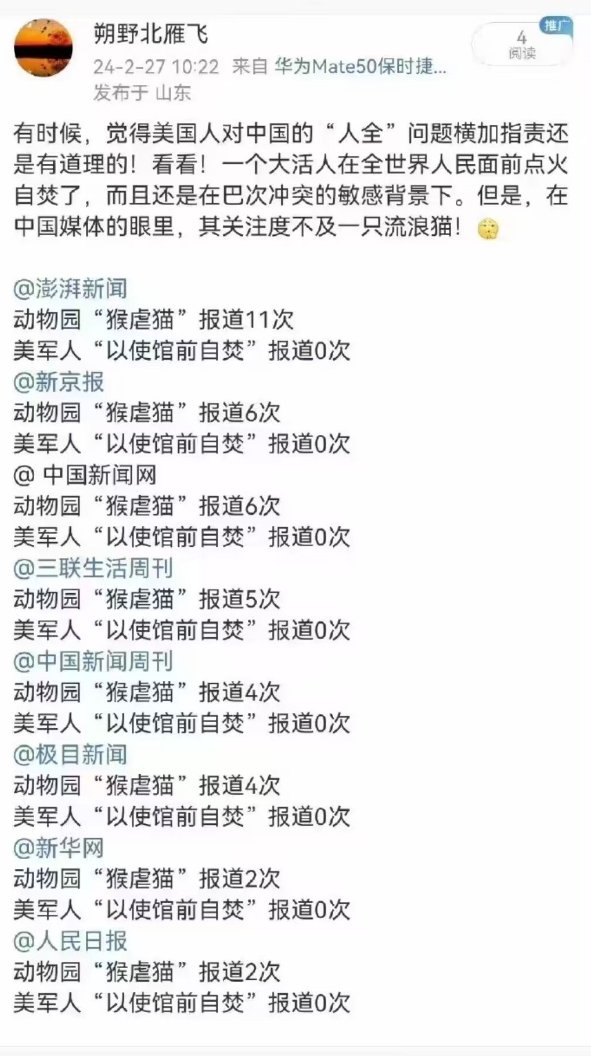 朔野北雁飞
推广
4
阅读
24-2-27 10:22 来自 华为Mate50保时捷...
发布于 山东
有时候，觉得美国人对中国的“人全”问题横加指责还
是有道理的！看看！一个大活人在全世界人民面前点火
自焚了，而且还是在巴次冲突的敏感背景下。但是，在
中国媒体的眼里，其关注度不及一只流浪猫！
@澎湃新闻
动物园“猴虐猫”报道11次
美军人“以使馆前自焚”报道0次
@新京报
动物园“猴虐猫”报道6次
美军人“以使馆前自焚”报道0次
@ 中国新闻网
动物园“猴虐猫”报道6次
美军人“以使馆前自焚”报道0次
@三联生活周刊
动物园“猴虐猫”报道5次
美军人“以使馆前自焚”报道0次
@中国新闻周刊
动物园“猴虐猫”报道4次
美军人“以使馆前自焚”报道0次
@极目新闻
动物园“猴虐猫”报道4次
美军人“以使馆前自焚”报道0次
@新华网
动物园“猴虐猫”报道2次
美军人“以使馆前自焚”报道0次
@人民日报
动物园“猴虐猫”报道2次
美军人“以使馆前自焚”报道0次